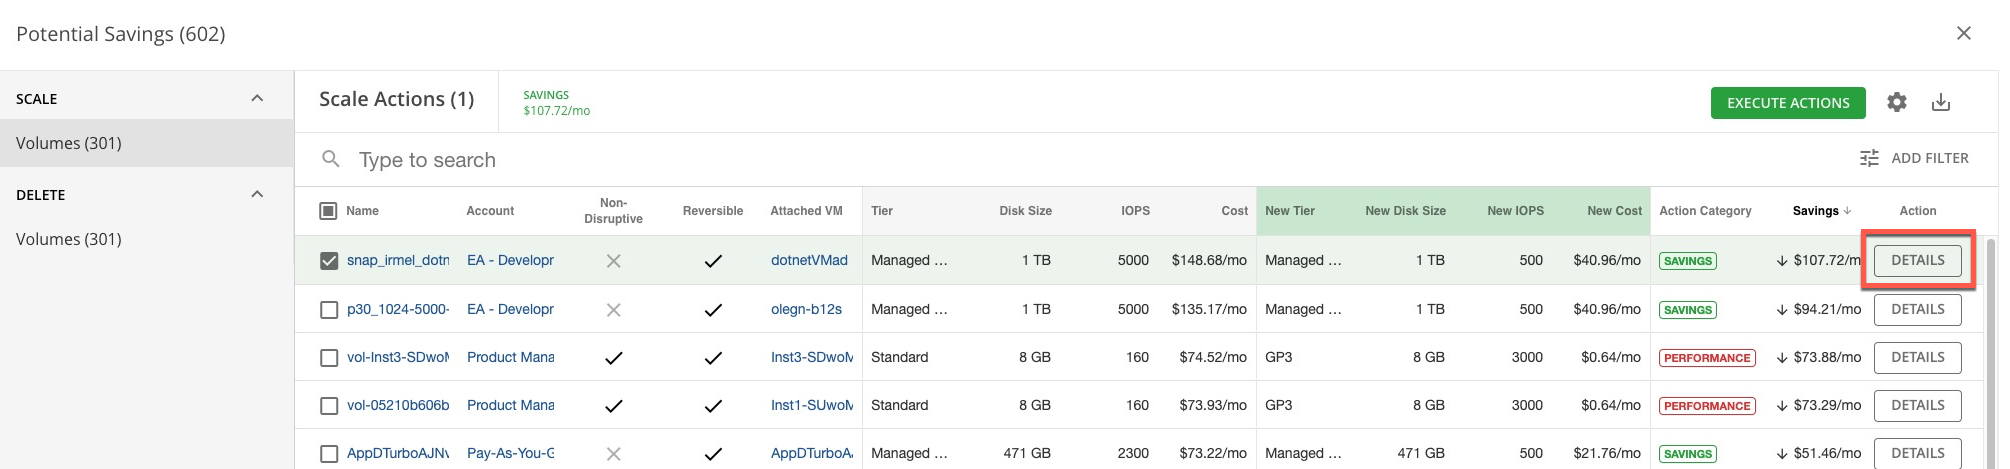 Potential Savings (602)
SCALE
Volumes (301)
DELETE
Volumes (301)
Scale Actions (1)
SAVINGS
$107.72/mo
EXECUTE ACTIONS
Type to search
ADD FILTER
Name Account Non-Disruptive Reversible Attached VM Tier Disk Size IOPS Cost New Tier New Disk Size New IOPS New Cost Action Category Savings ↓ Action
snap_irmel_dotn EA - Developr dotnetVMad Managed ... 1 TB 5000 $148.68/mo Managed ... 1 TB 500 $40.96/mo SAVINGS ↓ $107.72/m DETAILS
p30_1024-5000- EA - Developr olegn-b12s Managed ... 1 TB 5000 $135.17/mo Managed ... 1 TB 500 $40.96/mo SAVINGS ↓ $94.21/mo DETAILS
vol-Inst3-SDwoM Product Mana Inst3-SDwoM Standard 8 GB 160 $74.52/mo GP3 8 GB 3000 $0.64/mo PERFORMANCE ↓ $73.88/mo DETAILS
vol-05210b606b Product Mana Inst1-SUwoM Standard 8 GB 160 $73.93/mo GP3 8 GB 3000 $0.64/mo PERFORMANCE ↓ $73.29/mo DETAILS
AppDTurboAJNv Pay-As-You-G AppDTurboA Managed ... 471 GB 2300 $73.22/mo Managed ... 471 GB 500 $21.76/mo SAVINGS ↓ $51.46/mo DETAILS